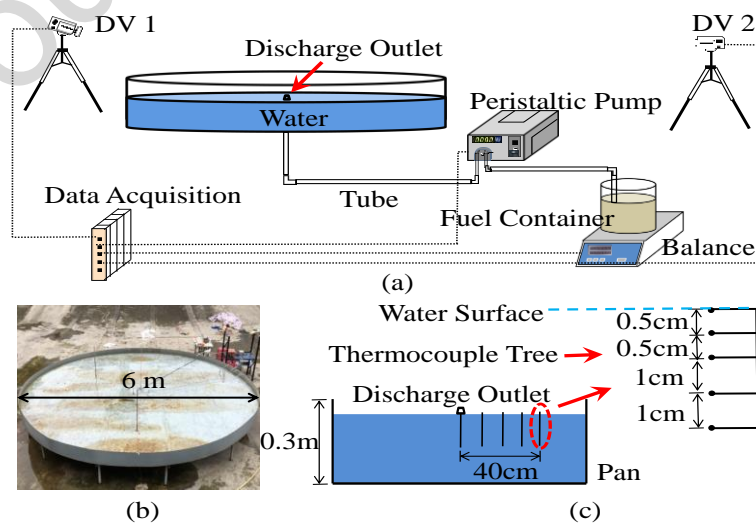 DV 1
DV 2
Discharge Outlet
Peristaltic Pump
Water
Tube
Data Acquisition
Fuel Container
Balance
(a)
Water Surface
0.5cm
0.5cm
Thermocouple Tree
1cm
1cm
6 m
Discharge Outlet
0.3m
40cm
Pan
(b)
(c)